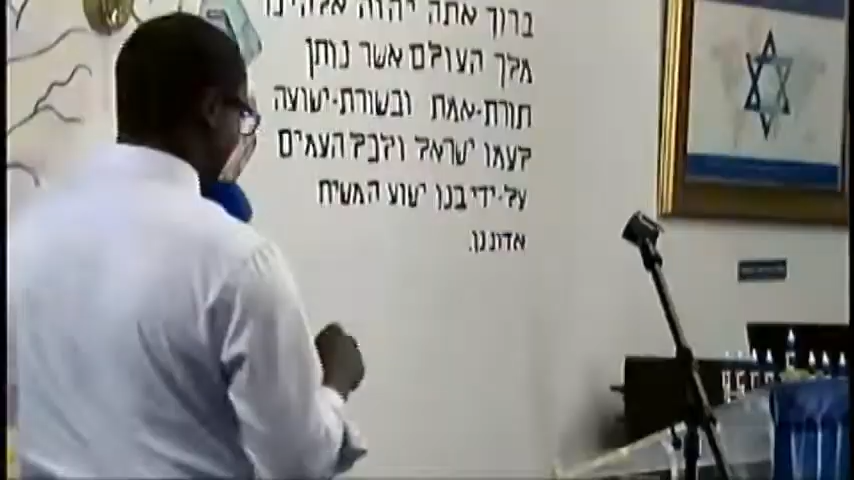 ברוך אתה יהוה אלהינו
מלך העולם אשר נותן
תורת-אמת ובשורת-ישועה
לעמו ישראל ולכל העמים
על-ידי בנו ישוע המשיח
אדוננו.